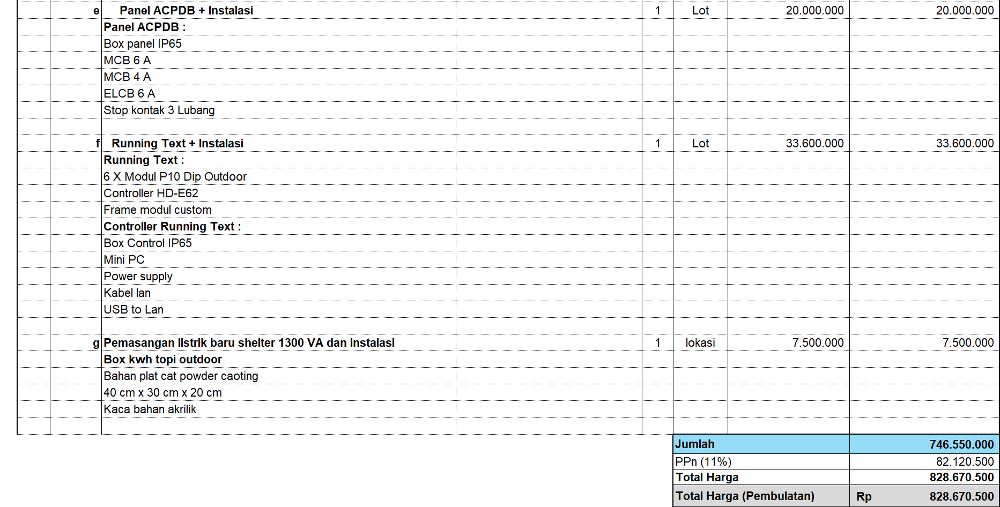 e Panel ACPDB + Instalasi 1 Lot 20.000.000 20.000.000
Panel ACPDB :
Box panel IP65
MCB 6 A
MCB 4 A
ELCB 6 A
Stop kontak 3 Lubang
f Running Text + Instalasi 1 Lot 33.600.000 33.600.000
Running Text :
6 X Modul P10 Dip Outdoor
Controller HD-E62
Frame modul custom
Controller Running Text :
Box Control IP65
Mini PC
Power supply
Kabel lan
USB to Lan
g Pemasangan listrik baru shelter 1300 VA dan instalasi 1 lokasi 7.500.000 7.500.000
Box kwh topi outdoor
Bahan plat cat powder caoting
40 cm x 30 cm x 20 cm
Kaca bahan akrilik
Jumlah 746.550.000
PPn (11%) 82.120.500
Total Harga 828.670.500
Total Harga (Pembulatan) Rp 828.670.500